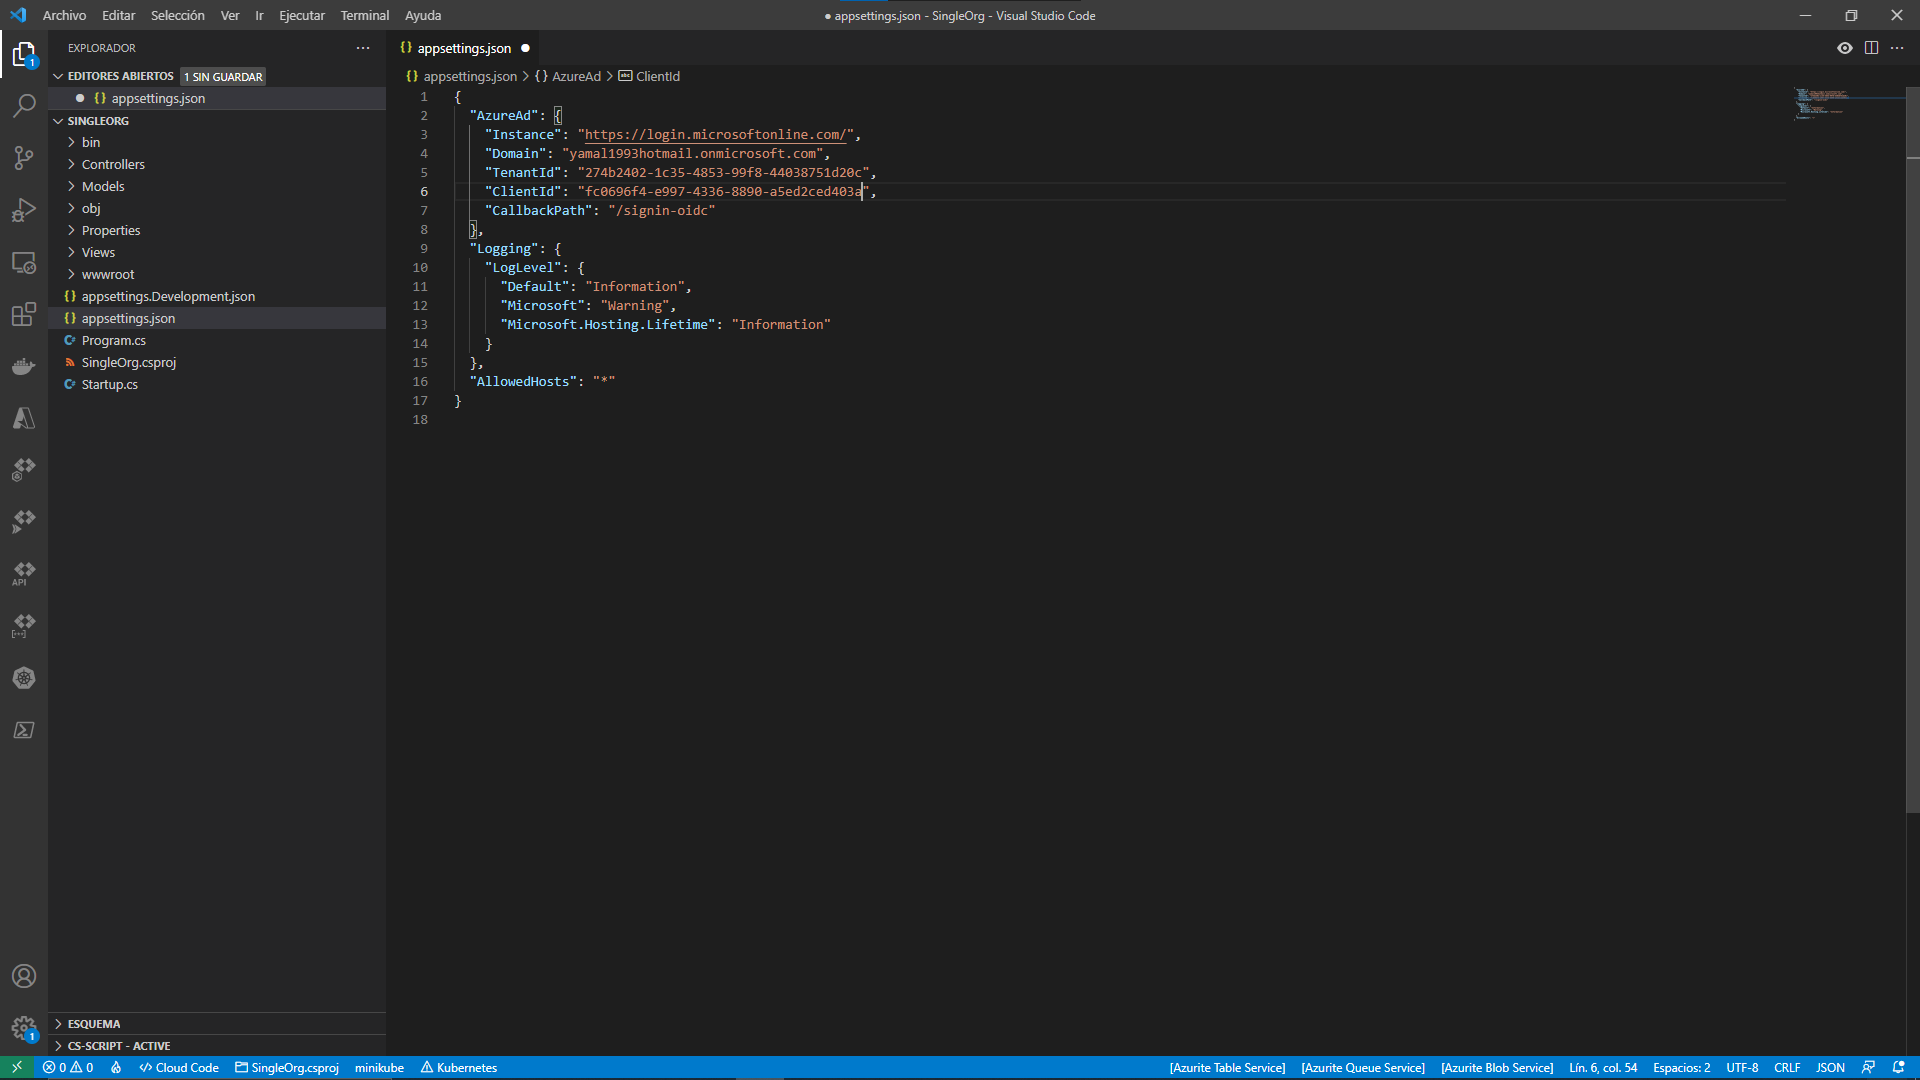 Archivo Editar Selección Ver Ir Ejecutar Terminal Ayuda
● appsettings.json - SingleOrg - Visual Studio Code
EXPLORADOR
EDITORES ABIERTOS 1 SIN GUARDAR
appsettings.json
SINGLEORG
bin
Controllers
Models
obj
Properties
Views
wwwroot
appsettings.Development.json
appsettings.json
Program.cs
SingleOrg.csproj
Startup.cs
ESQUEMA
CS-SCRIPT - ACTIVE
1
API
1
{} appsettings.json ●
{} appsettings.json > {} AzureAd > ClientId
1 {
2 "AzureAd": {
3 "Instance": "https://login.microsoftonline.com/",
4 "Domain": "yamal1993hotmail.onmicrosoft.com",
5 "TenantId": "274b2402-1c35-4853-99f8-44038751d20c",
6 "ClientId": "fc0696f4-e997-4336-8890-a5ed2ced403a",
7 "CallbackPath": "/signin-oidc"
8 },
9 "Logging": {
10 "LogLevel": {
11 "Default": "Information",
12 "Microsoft": "Warning",
13 "Microsoft.Hosting.Lifetime": "Information"
14 }
15 },
16 "AllowedHosts": "*"
17 }
18
0 0 Cloud Code SingleOrg.csproj minikube Kubernetes
[Azurite Table Service] [Azurite Queue Service] [Azurite Blob Service] Lín. 6, col. 54 Espacios: 2 UTF-8 CRLF JSON